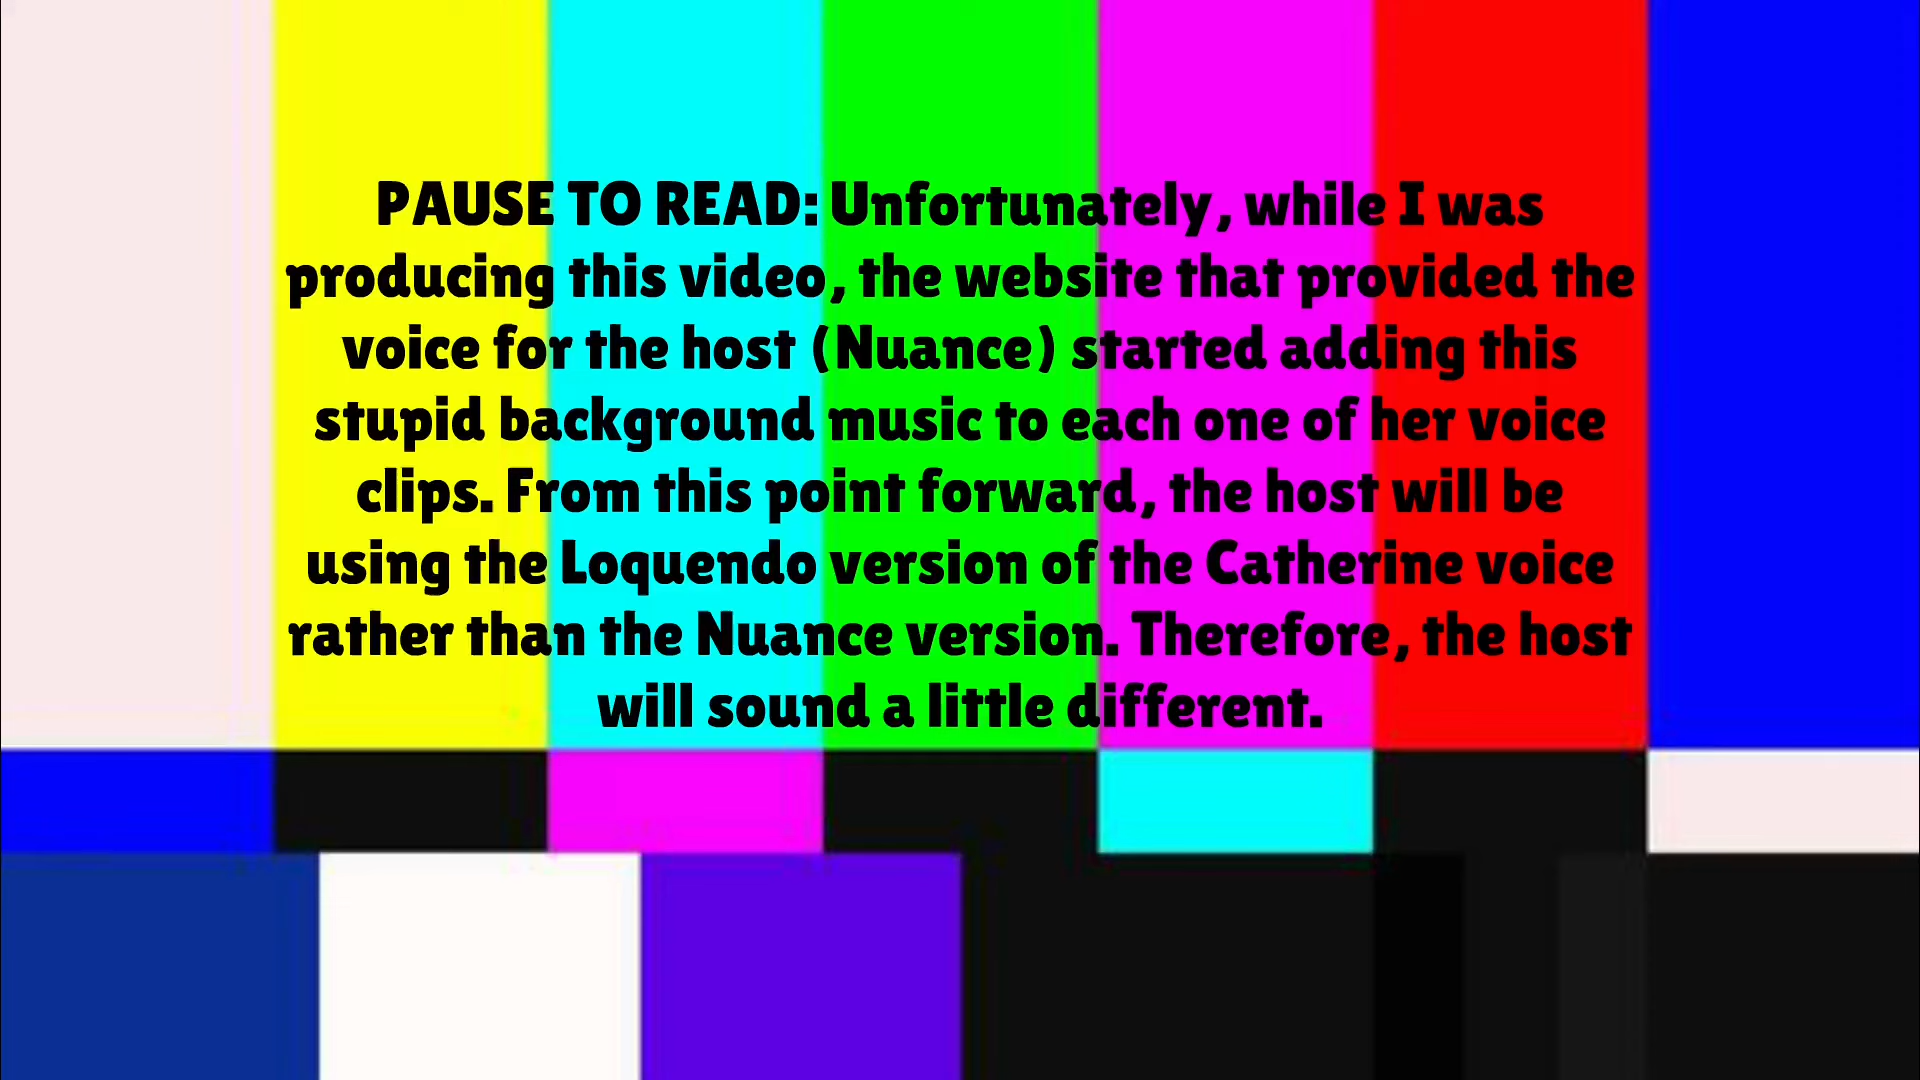 PAUSE TO READ: Unfortunately, while I was
producing this video, the website that provided the
voice for the host (Nuance) started adding this
stupid background music to each one of her voice
clips. From this point forward, the host will be
using the Loquendo version of the Catherine voice
rather than the Nuance version. Therefore, the host
will sound a little different.